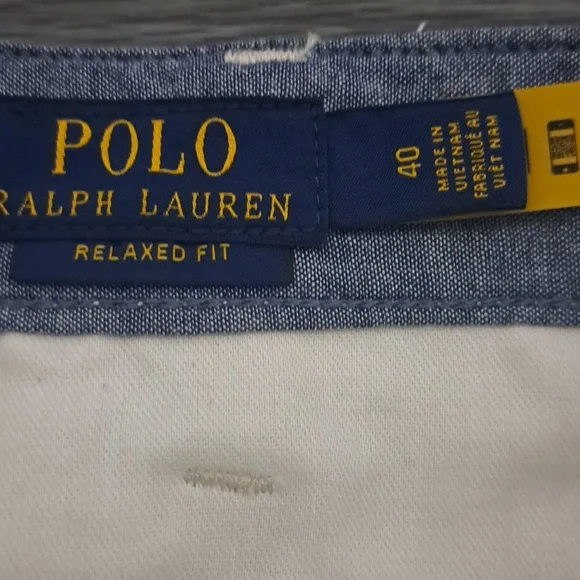 POLO
RALPH LAUREN
RELAXED FIT
40
MADE IN
VIETNAM
FABRIQUÉ AU
VIÊT NAM